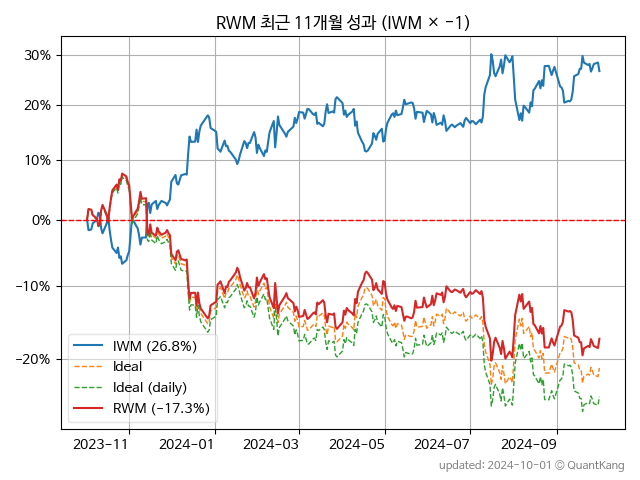 RWM 최근 11개월 성과 (IWM × -1)
30%
20%
10%
0%
−10%
−20%
IWM (26.8%)
Ideal
Ideal (daily)
RWM (−17.3%)
2023−11
2024−01
2024−03
2024−05
2024−07
2024−09
updated: 2024-10-01 © QuantKang